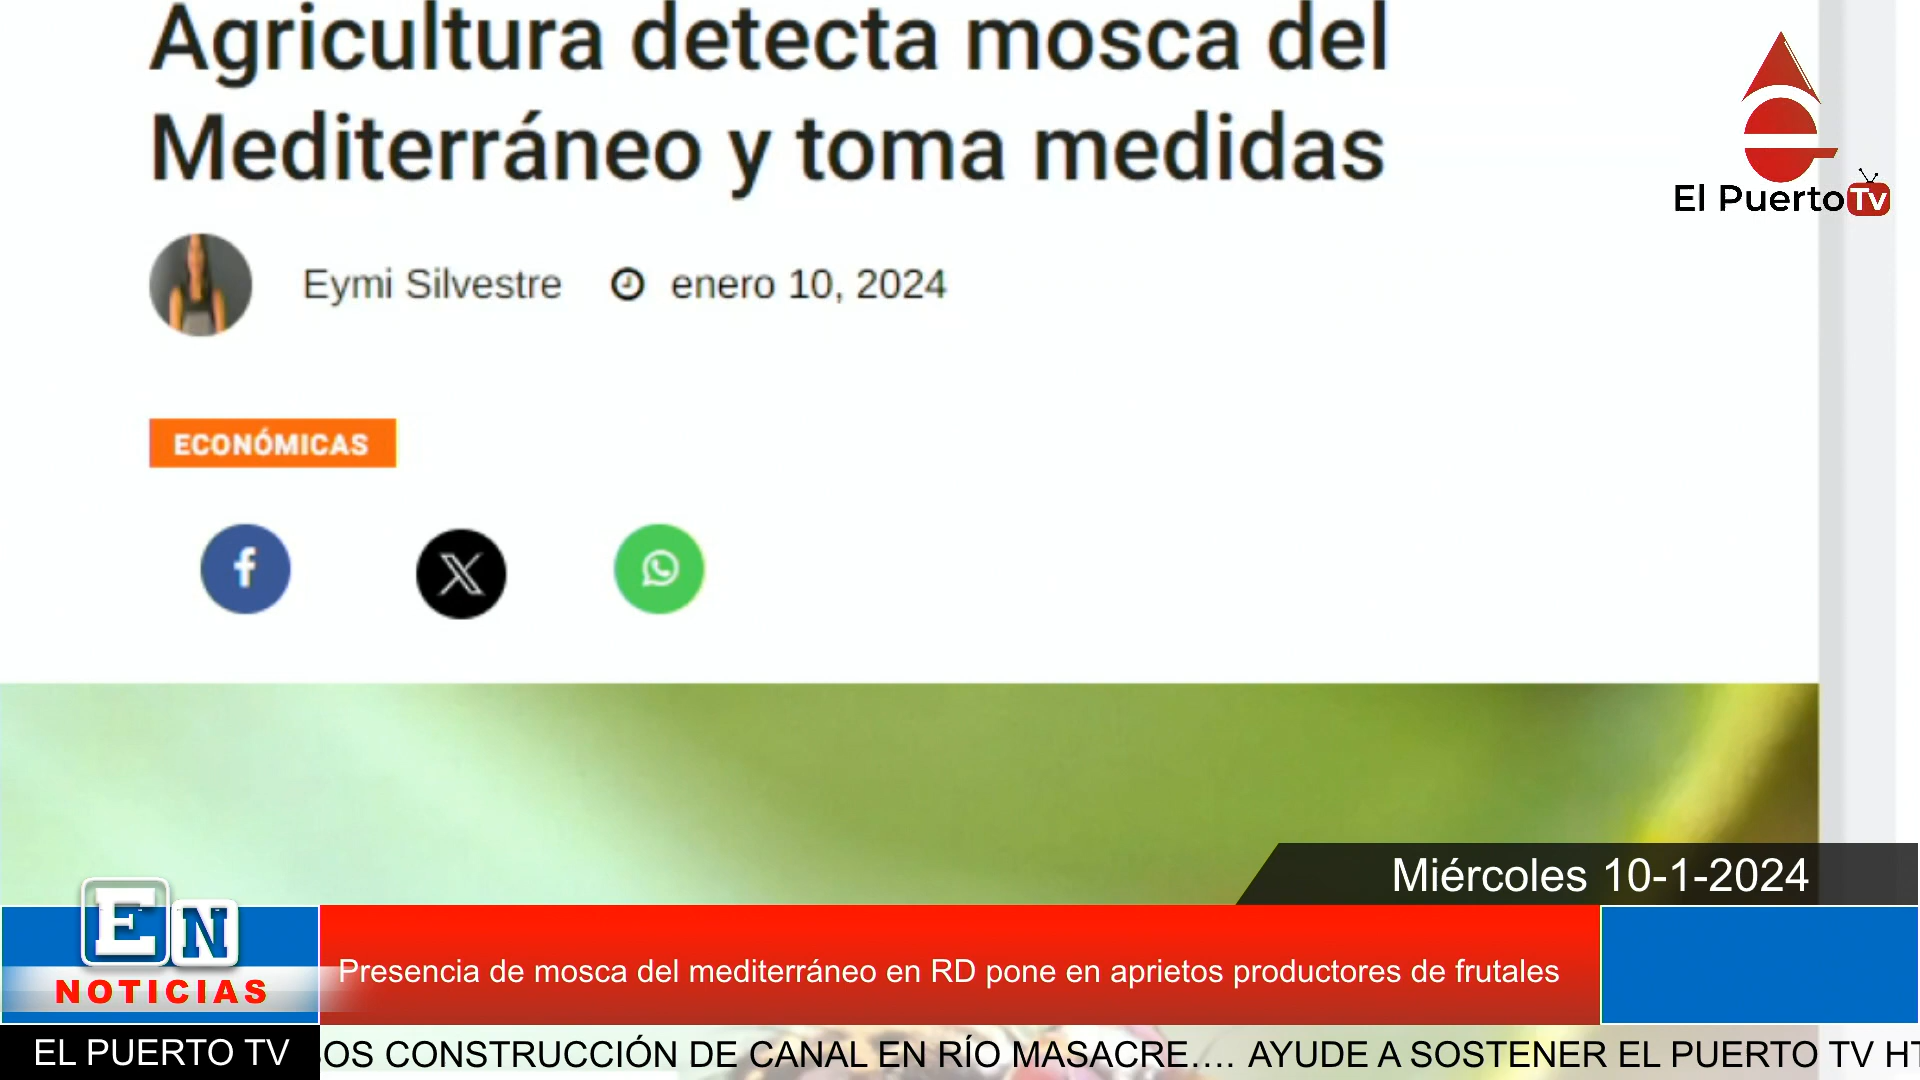 Agricultura detecta mosca del
Mediterráneo y toma medidas
El Puerto Tv
Eymi Silvestre enero 10, 2024
ECONÓMICAS
Miércoles 10-1-2024
EN
NOTICIAS
Presencia de mosca del mediterráneo en RD pone en aprietos productores de frutales
EL PUERTO TV
OS CONSTRUCCIÓN DE CANAL EN RÍO MASACRE.... AYUDE A SOSTENER EL PUERTO TV HT